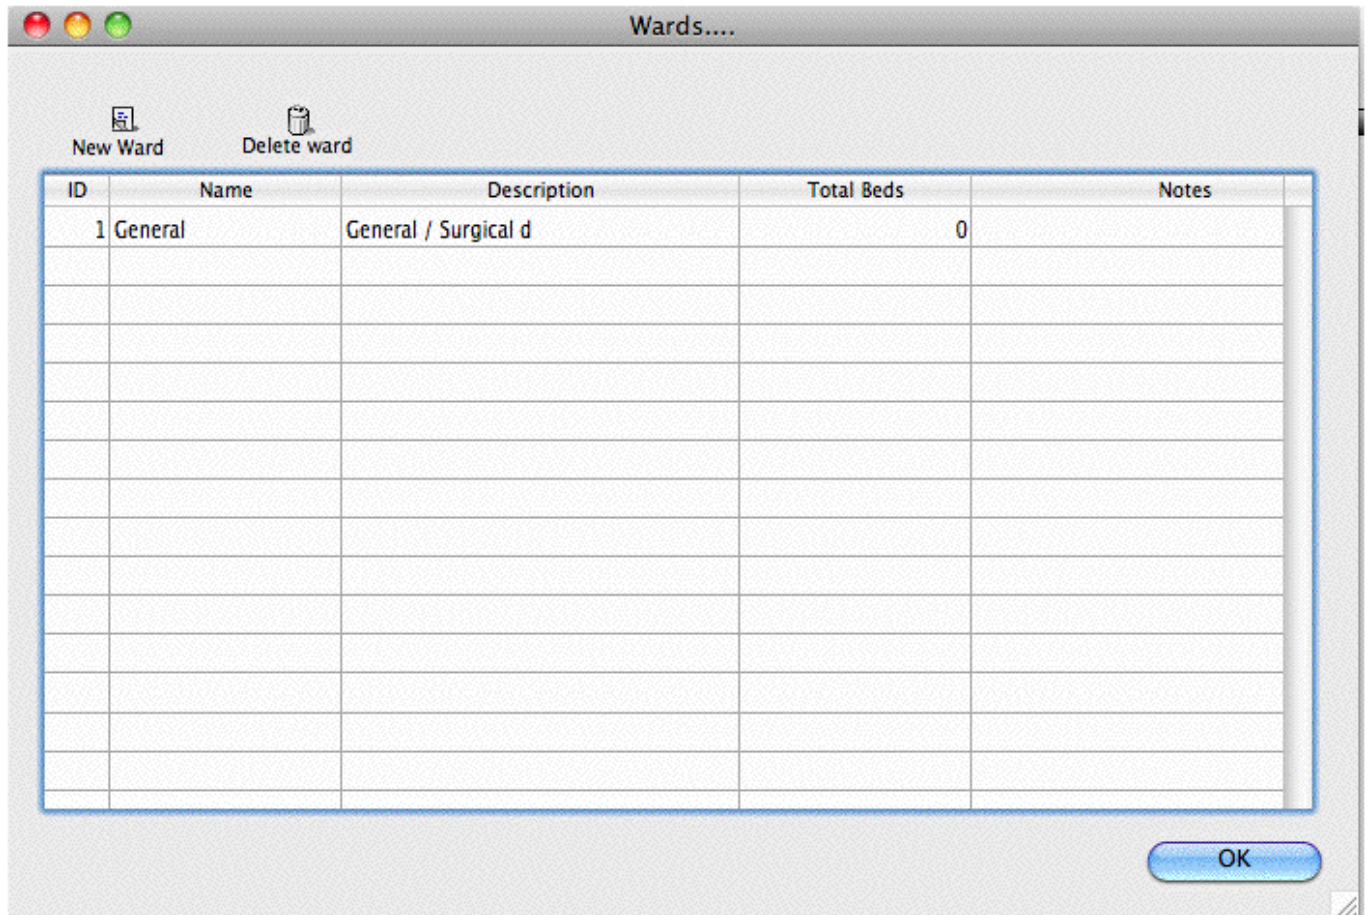 Wards....
New Ward Delete ward
ID Name Description Total Beds Notes
1 General General / Surgical d 0
OK